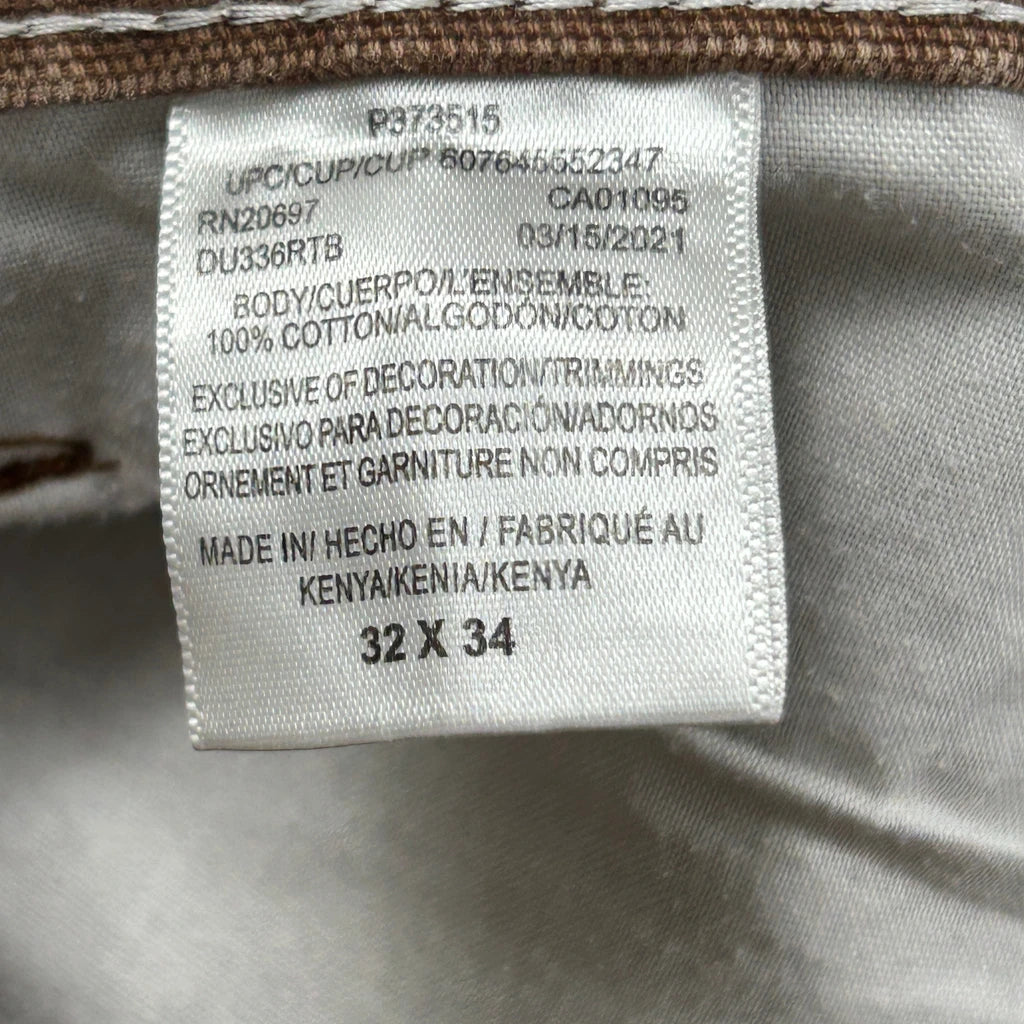 P373515
UPC/CUP/CUP 607645552347
RN20697 CA01095
DU336RTB 03/15/2021
BODY/CUERPO/L'ENSEMBLE:
100% COTTON/ALGODÓN/COTON
EXCLUSIVE OF DECORATION/TRIMMINGS
EXCLUSIVO PARA DECORACIÓN/ADORNOS
ORNEMENT ET GARNITURE NON COMPRIS
MADE IN/ HECHO EN / FABRIQUÉ AU
KENYA/KENIA/KENYA
32 X 34